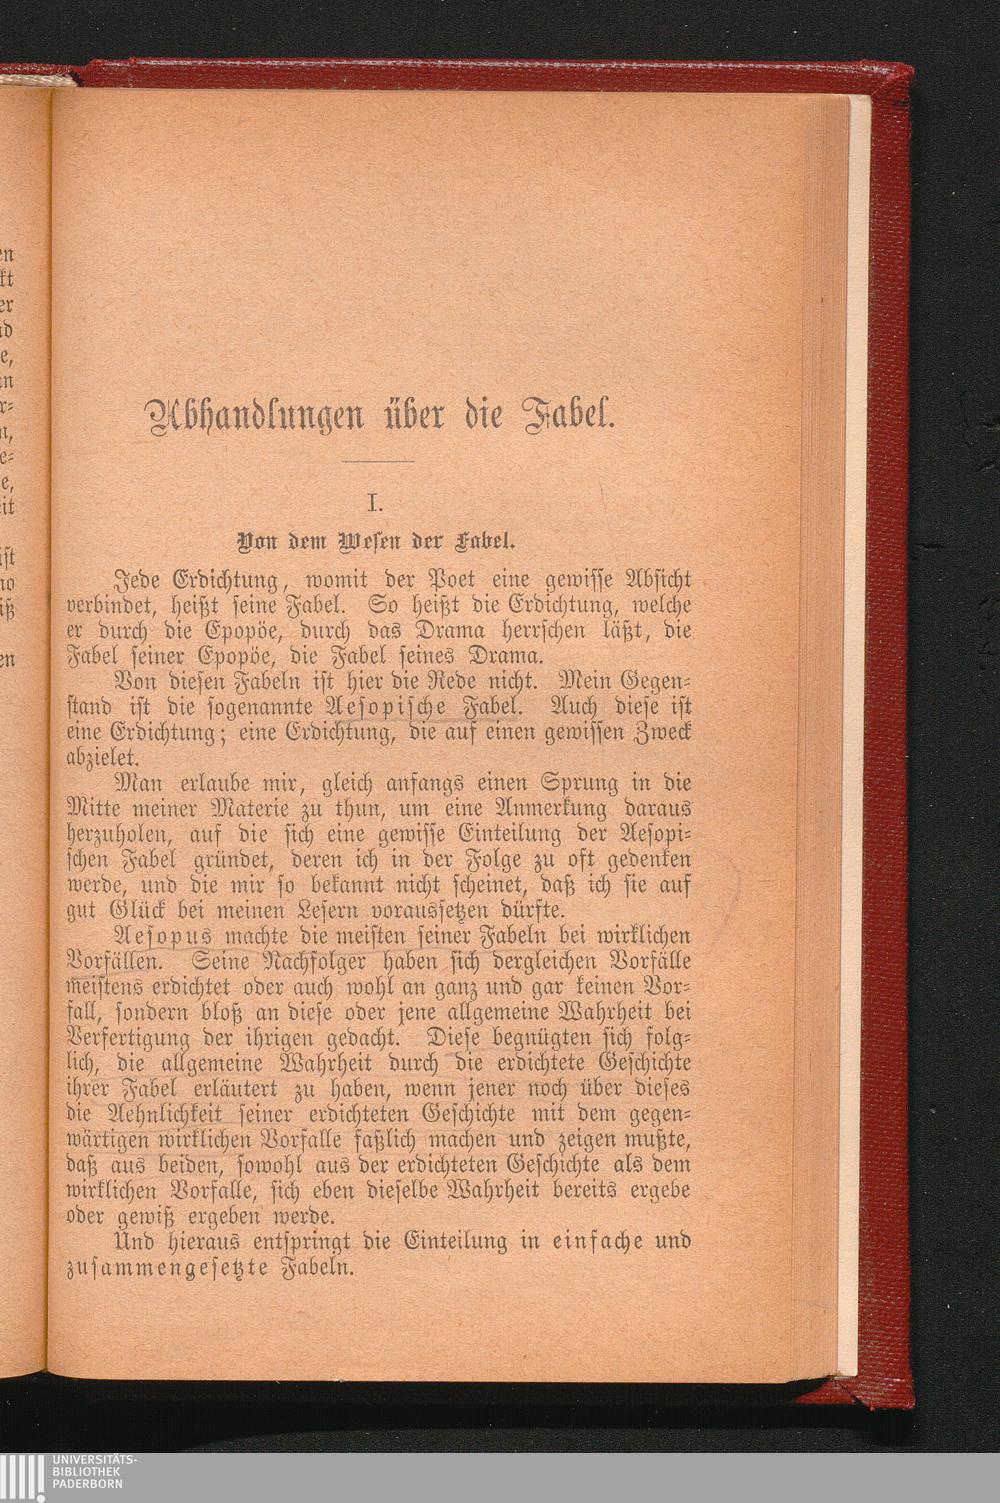 en
kt
er
nd
e,
an
r=
n,
e=
e,
eit
ist
no
iß
en
Abhandlungen über die Fabel.
I.
Von dem Wesen der Fabel.
Jede Erdichtung, womit der Poet eine gewisse Absicht
verbindet, heißt seine Fabel. So heißt die Erdichtung, welche
er durch die Epopöe, durch das Drama herrschen läßt, die
Fabel seiner Epopöe, die Fabel seines Drama.
Von diesen Fabeln ist hier die Rede nicht. Mein Gegen=
stand ist die sogenannte Aesopische Fabel. Auch diese ist
eine Erdichtung; eine Erdichtung, die auf einen gewissen Zweck
abzielet.
Man erlaube mir, gleich anfangs einen Sprung in die
Mitte meiner Materie zu thun, um eine Anmerkung daraus
herzuholen, auf die sich eine gewisse Einteilung der Aesopi=
schen Fabel gründet, deren ich in der Folge zu oft gedenken
werde, und die mir so bekannt nicht scheinet, daß ich sie auf
gut Glück bei meinen Lesern voraussetzen dürfte.
Aesopus machte die meisten seiner Fabeln bei wirklichen
Vorfällen. Seine Nachfolger haben sich dergleichen Vorfälle
meistens erdichtet oder auch wohl an ganz und gar keinen Vor=
fall, sondern bloß an diese oder jene allgemeine Wahrheit bei
Verfertigung der ihrigen gedacht. Diese begnügten sich folg=
lich, die allgemeine Wahrheit durch die erdichtete Geschichte
ihrer Fabel erläutert zu haben, wenn jener noch über dieses
die Aehnlichkeit seiner erdichteten Geschichte mit dem gegen=
wärtigen wirklichen Vorfalle faßlich machen und zeigen mußte,
daß aus beiden, sowohl aus der erdichteten Geschichte als dem
wirklichen Vorfalle, sich eben dieselbe Wahrheit bereits ergebe
oder gewiß ergeben werde.
Und hieraus entspringt die Einteilung in einfache und
zusammengesetzte Fabeln.
UNIVERSITÄTS-
BIBLIOTHEK
PADERBORN